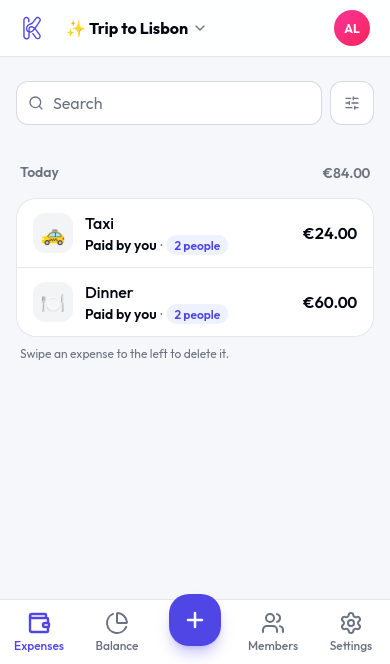 ✨ Trip to Lisbon
AL
Search
Today
€84.00
Taxi
Paid by you · 2 people
€24.00
Dinner
Paid by you · 2 people
€60.00
Swipe an expense to the left to delete it.
Expenses
Balance
Members
Settings